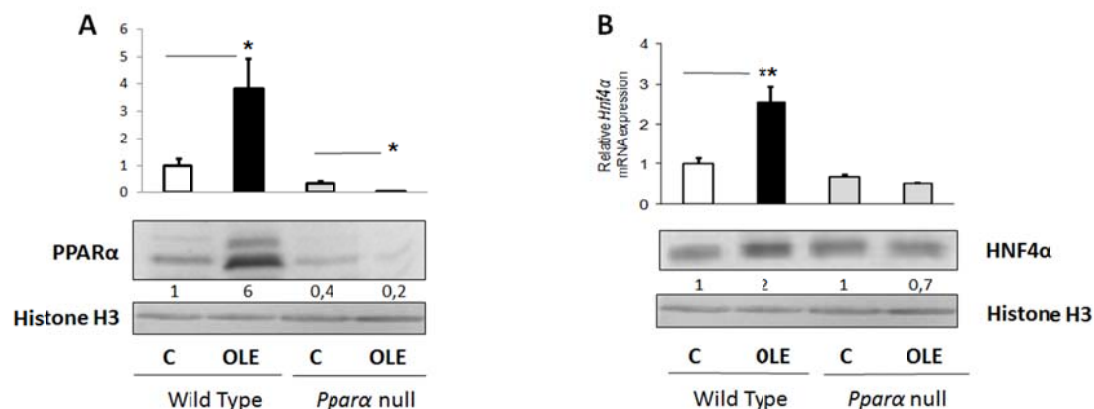 A
*
6
5
4
3
2
1
0
*
PPARα
1 6 0,4 0,2
Histone H3
C OLE C OLE
Wild Type Pparα null
B
Relative Hnf4α
mRNA expression
**
4
3
2
1
0
HNF4α
1 2 1 0,7
Histone H3
C 0LE C OLE
Wild Type Pparα null